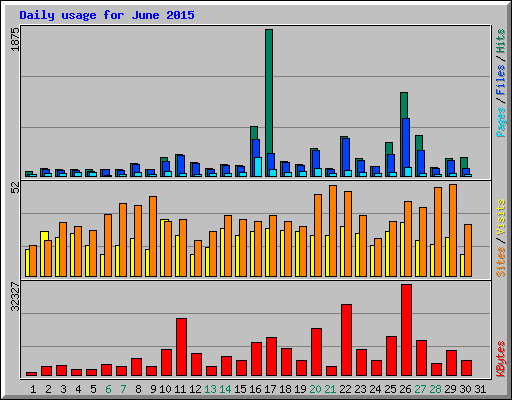 Daily usage for June 2015
1875
Pages / Files / Hits
52
Sites / Visits
32327
KBytes
1 2 3 4 5 6 7 8 9 10 11 12 13 14 15 16 17 18 19 20 21 22 23 24 25 26 27 28 29 30 31